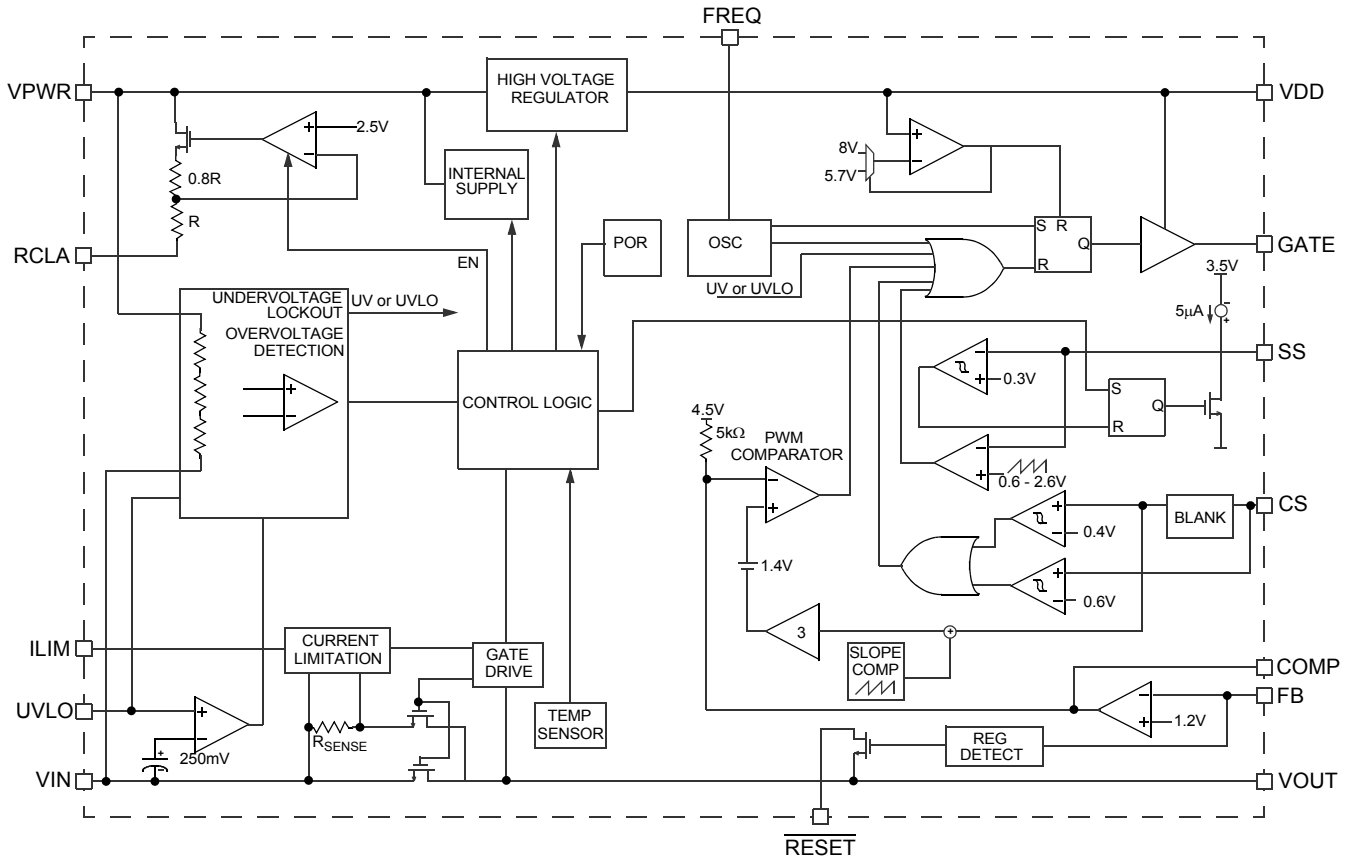 FREQ
VPWR
HIGH VOLTAGE
REGULATOR
VDD
+
2.5V
−
+
8V
−
5.7V
INTERNAL
SUPPLY
0.8R
R
POR
OSC
S R
Q
R
GATE
RCLA
EN
3.5V
UNDERVOLTAGE
LOCKOUT
UV or UVLO
UV or UVLO
5µA
−
+
OVERVOLTAGE
DETECTION
SS
−
+
0.3V
+
−
CONTROL LOGIC
S
Q
R
4.5V
5kΩ
PWM
COMPARATOR
−
+
0.6 - 2.6V
−
+
CS
BLANK
+
−
0.4V
1.4V
+
−
0.6V
ILIM
CURRENT
LIMITATION
GATE
DRIVE
3
+
SLOPE
COMP
COMP
FB
UVLO
+
−
250mV
+
−
RSENSE
TEMP
SENSOR
−
+
1.2V
REG
DETECT
VIN
VOUT
RESET